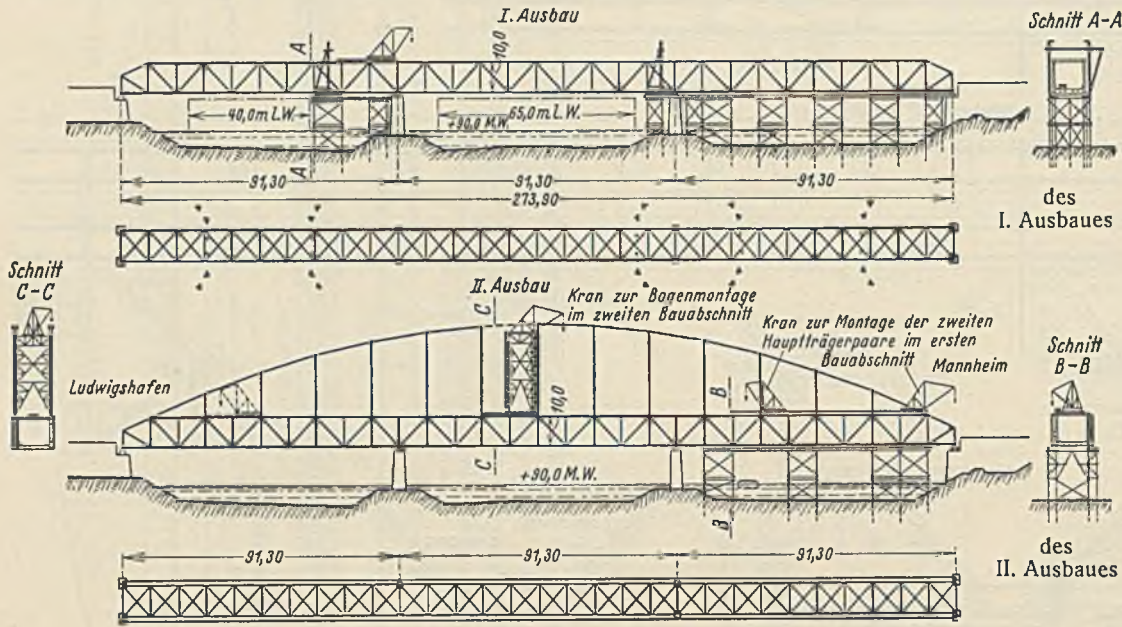 I. Ausbau
Schnitt A-A
A
10,0
40,0m L.W.
65,0m L.W.
+90,0 M.W.
A
91,30
91,30
91,30
273,90
des
I. Ausbaues
Schnitt
C-C
II. Ausbau
C
Kran zur Bogenmontage
im zweiten Bauabschnitt
Kran zur Montage der zweiten
Hauptträgerpaare im ersten
Bauabschnitt
Mannheim
Schnitt
B-B
Ludwigshafen
B
10,0
C
+90,0 M.W.
B
91,30
91,30
91,30
des
II. Ausbaues